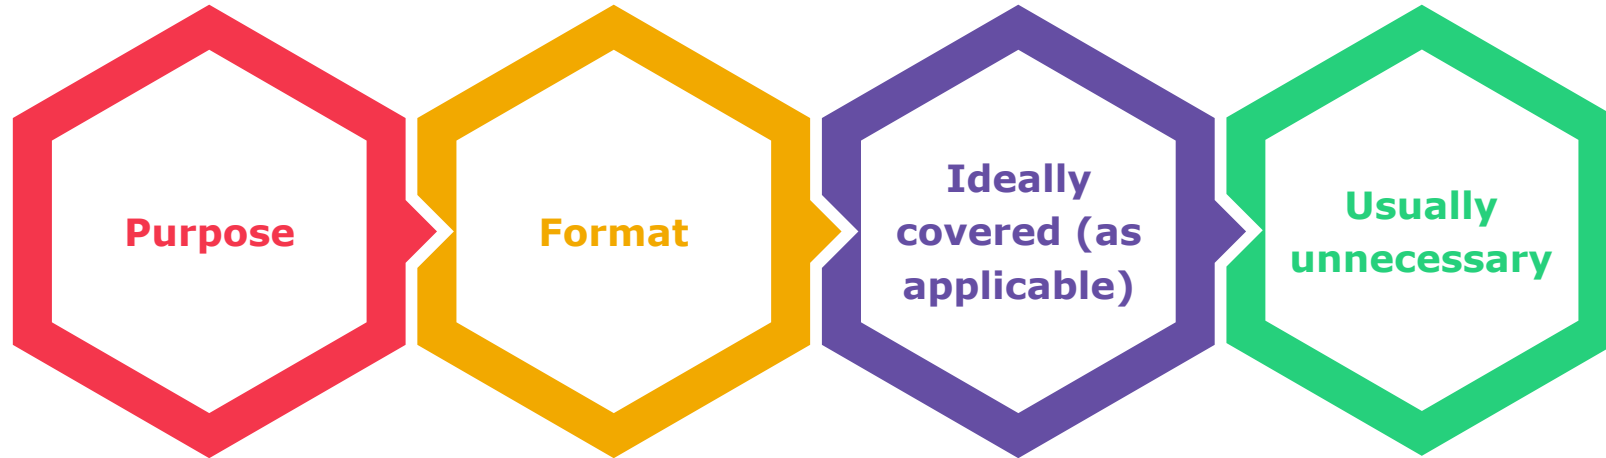 Purpose
Format
Ideally
covered (as
applicable)
Usually
unnecessary